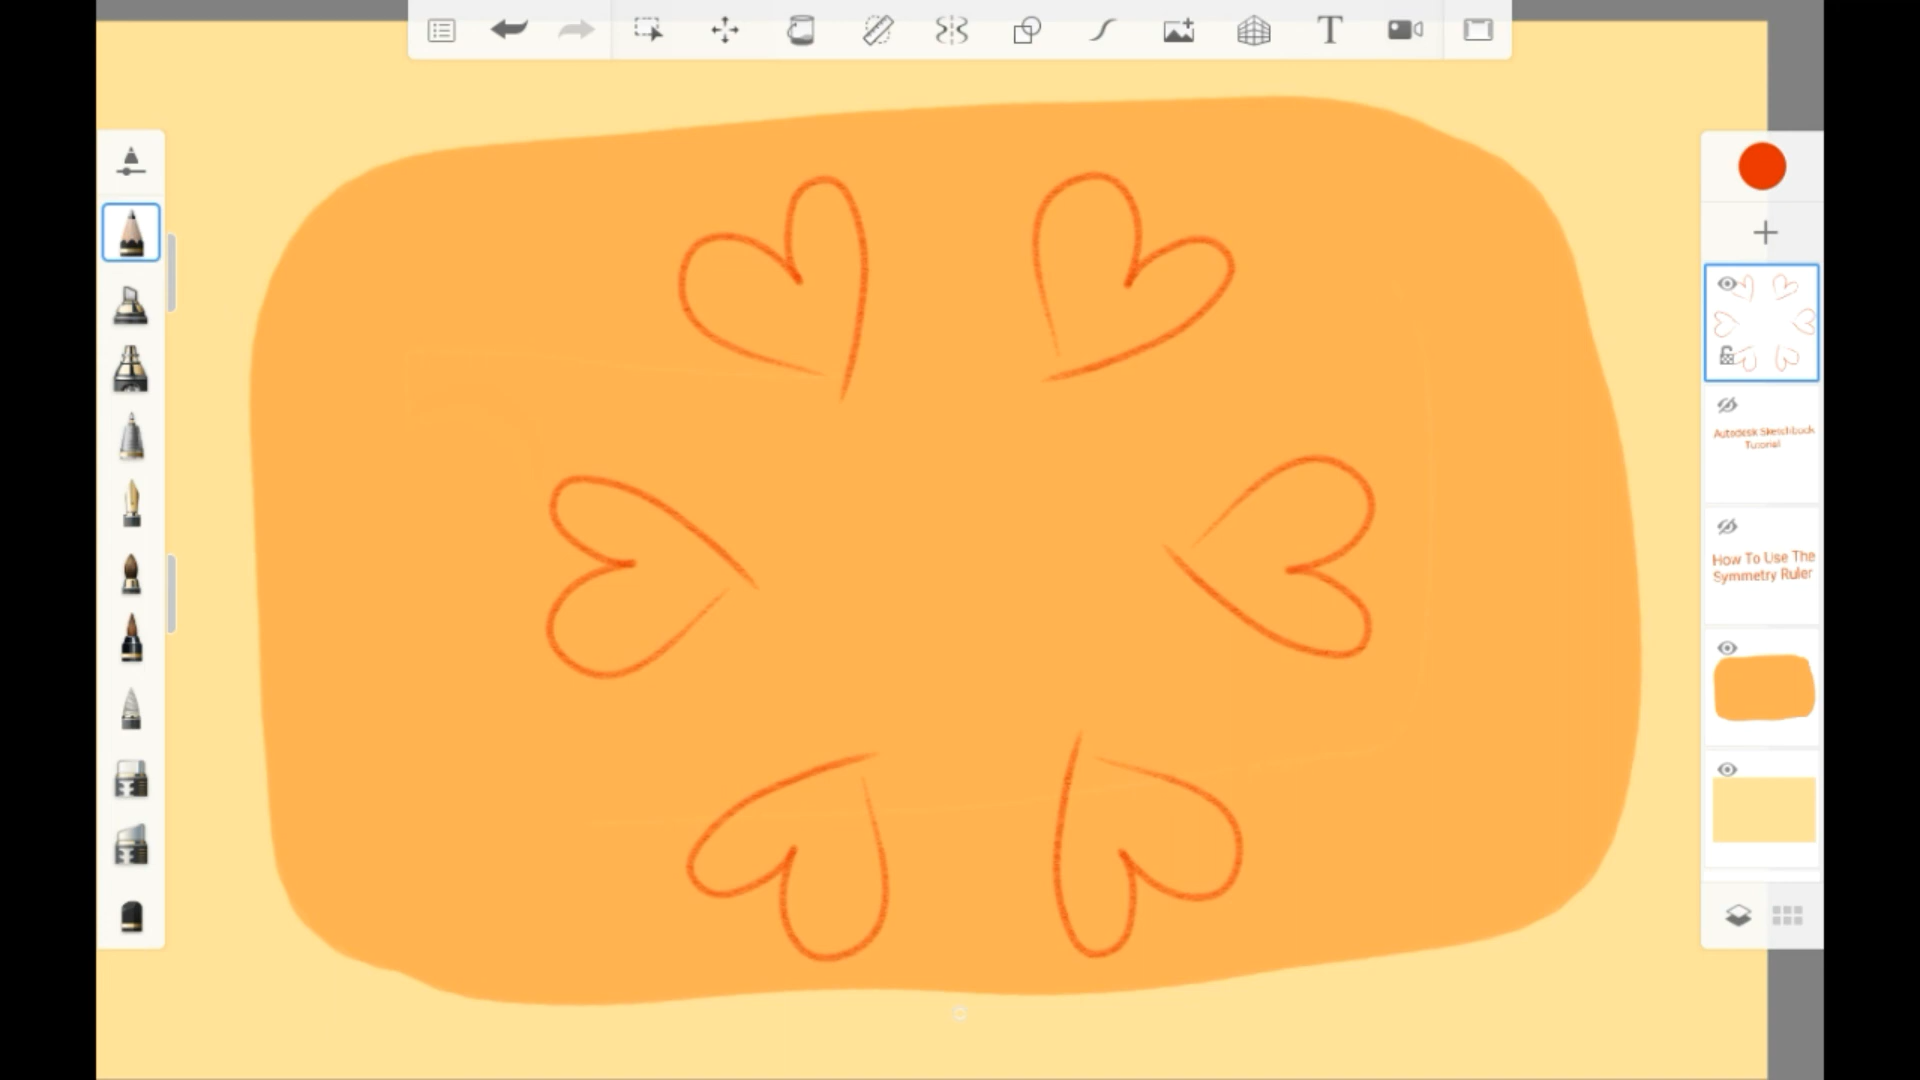 T
Autodesk Sketchbook
Tutorial
How To Use The
Symmetry Ruler